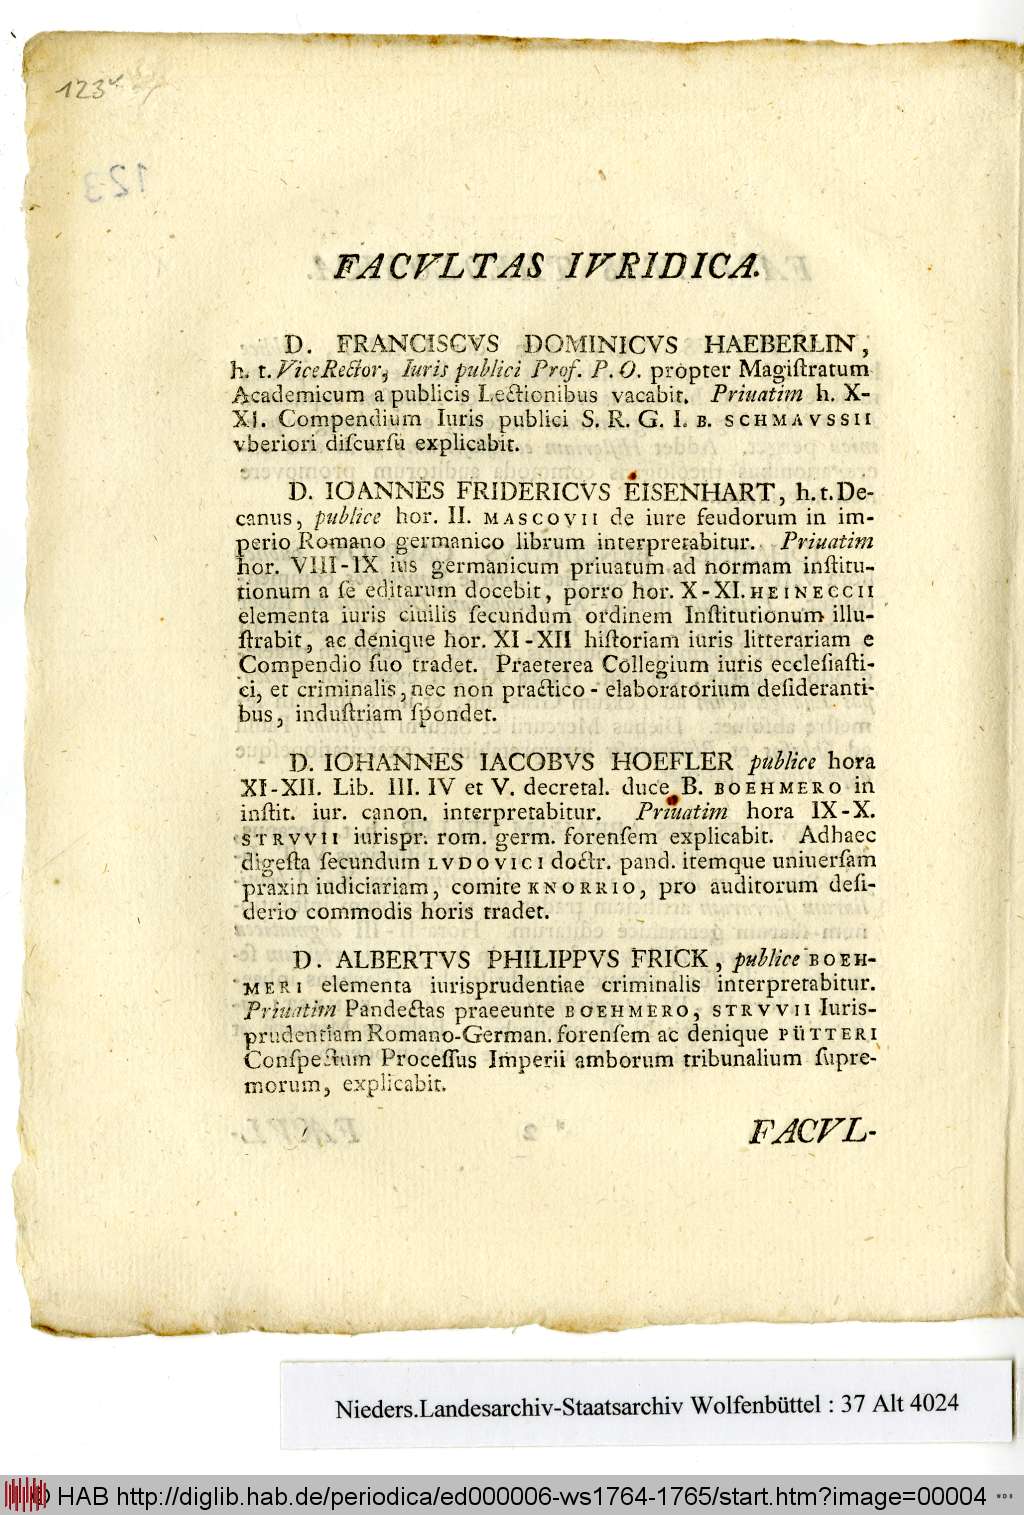 123v
123
FACVLTAS IVRIDICA.
D. FRANCISCVS DOMINICVS HAEBERLIN,
h. t. ViceRector, Iuris publici Prof. P. O. propter Magiſtratum
Academicum a publicis Lectionibus vacabit. Priuatim h. X-
XI. Compendium Iuris publici S. R. G. I. B. SCHMAVSSII
vberiori diſcurſu explicabit.
D. IOANNES FRIDERICVS EISENHART, h. t. De-
canus, publice hor. II. MASCOVII de iure feudorum in im-
perio Romano germanico librum interpretabitur. Priuatim
hor. VIII-IX ius germanicum priuatum ad normam inſtitu-
tionum a ſe editarum docebit, porro hor. X-XI. HEINECCII
elementa iuris ciuilis ſecundum ordinem Inſtitutionum illu-
ſtrabit, ac denique hor. XI-XII hiſtoriam iuris litterariam e
Compendio ſuo tradet. Praeterea Collegium iuris eccleſiaſti-
ci, et criminalis, nec non practico-elaboratorium deſideranti-
bus, induſtriam ſpondet.
D. IOHANNES IACOBVS HOEFLER publice hora
XI-XII. Lib. III. IV et V. decretal. duce B. BOEHMERO in
inſtit. iur. canon. interpretabitur. Priuatim hora IX-X.
STRVVII iurispr. rom. germ. forenſem explicabit. Adhaec
digeſta ſecundum LVDOVICI doctr. pand. itemque uniuerſam
praxin iudiciariam, comite KNORRIO, pro auditorum deſi-
derio commodis horis tradet.
D. ALBERTVS PHILIPPVS FRICK, publice BOEH-
MERI elementa iurisprudentiae criminalis interpretabitur.
Priuatim Pandectas praeeunte BOEHMERO, STRVVII Iuris-
prudentiam Romano-German. forenſem ac denique PÜTTERI
Conſpectum Proceſſus Imperii amborum tribunalium ſupre-
morum, explicabit.
FACVL-
Nieders.Landesarchiv-Staatsarchiv Wolfenbüttel : 37 Alt 4024
© HAB http://diglib.hab.de/periodica/ed000006-ws1764-1765/start.htm?image=00004